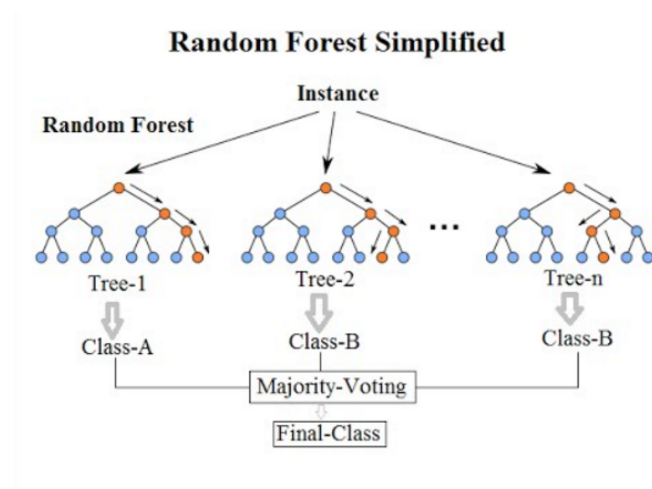 Random Forest Simplified
Instance
Random Forest
...
Tree-1
Tree-2
Tree-n
Class-A
Class-B
Class-B
Majority-Voting
Final-Class